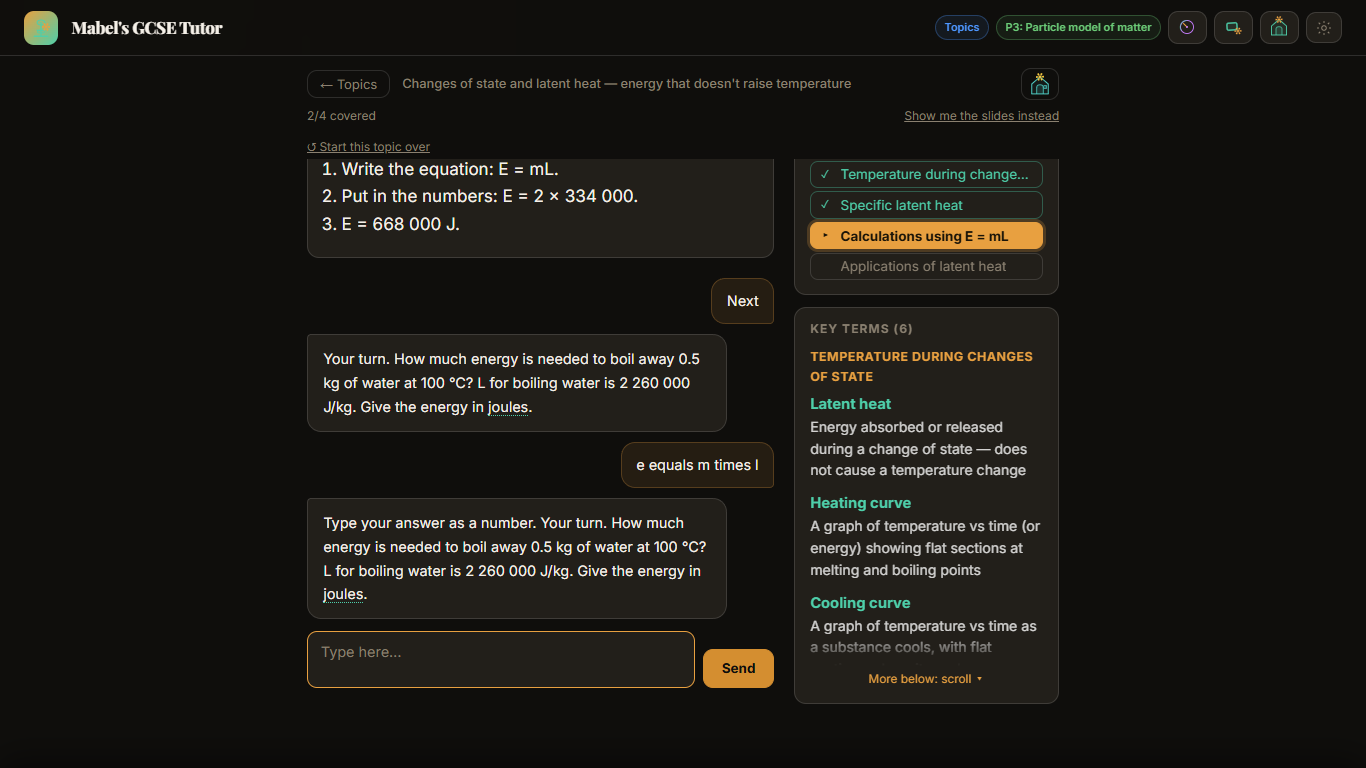 Mabel's GCSE Tutor
Topics
P3: Particle model of matter
← Topics
Changes of state and latent heat — energy that doesn't raise temperature
2/4 covered
Show me the slides instead
↺ Start this topic over
1. Write the equation: E = mL.
2. Put in the numbers: E = 2 × 334 000.
3. E = 668 000 J.
Next
Your turn. How much energy is needed to boil away 0.5
kg of water at 100 °C? L for boiling water is 2 260 000
J/kg. Give the energy in joules.
e equals m times l
Type your answer as a number. Your turn. How much
energy is needed to boil away 0.5 kg of water at 100 °C?
L for boiling water is 2 260 000 J/kg. Give the energy in
joules.
Type here...
Send
✓ Temperature during change...
✓ Specific latent heat
‣ Calculations using E = mL
Applications of latent heat
KEY TERMS (6)
TEMPERATURE DURING CHANGES
OF STATE
Latent heat
Energy absorbed or released
during a change of state — does
not cause a temperature change
Heating curve
A graph of temperature vs time (or
energy) showing flat sections at
melting and boiling points
Cooling curve
A graph of temperature vs time as
a substance cools, with flat
More below: scroll ▾